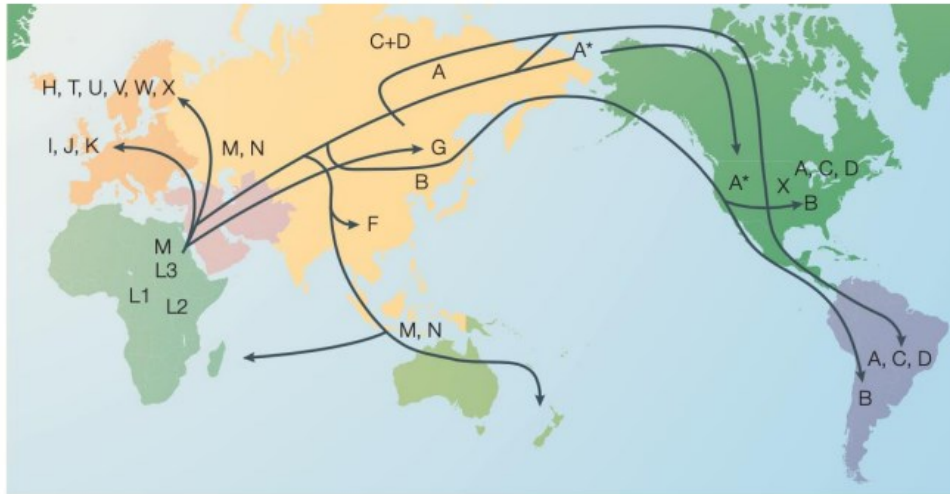 C+D
A*
A
H, T, U, V, W, X
I, J, K
M, N
G
B
A, C, D
A*
X
B
F
M
L3
L1
L2
M, N
A, C, D
B